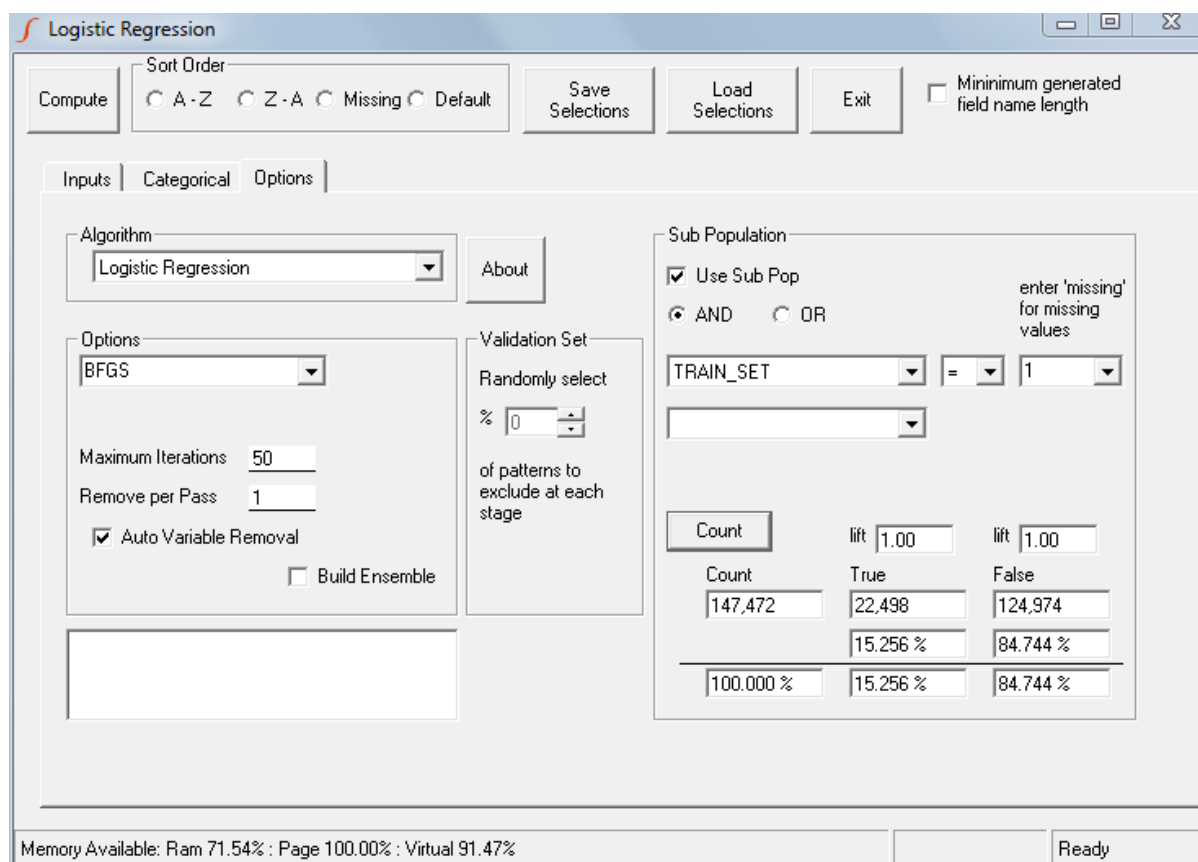 Logistic Regression
Compute
Sort Order
A - Z
Z - A
Missing
Default
Save
Selections
Load
Selections
Exit
Mininimum generated
field name length
Inputs
Categorical
Options
Algorithm
Logistic Regression
About
Options
BFGS
Maximum Iterations 50
Remove per Pass 1
Auto Variable Removal
Build Ensemble
Validation Set
Randomly select
% 0
of patterns to
exclude at each
stage
Sub Population
Use Sub Pop
AND
OR
enter 'missing'
for missing
values
TRAIN_SET
=
1
Count
lift 1.00
lift 1.00
Count True False
147,472 22,498 124,974
15.256 % 84.744 %
100.000 % 15.256 % 84.744 %
Memory Available: Ram 71.54% : Page 100.00% : Virtual 91.47%
Ready